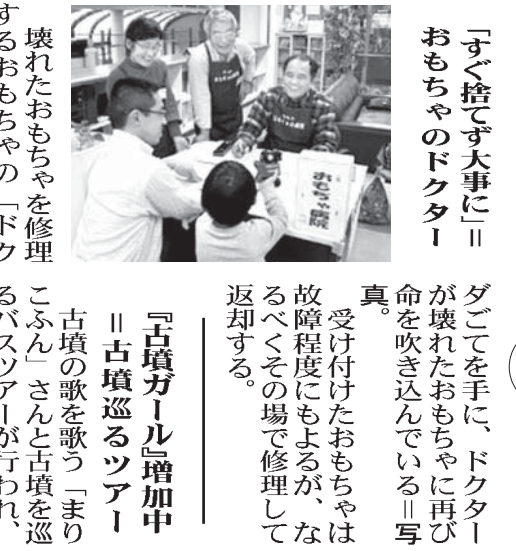 「すぐ捨てず大事に」＝
おもちゃのドクター
おもちゃ病院
壊れたおもちゃを修理
するおもちゃの「ドク
ダごてを手に、ドクター
が壊れたおもちゃに再び
命を吹き込んでいる＝写
真。
受け付けたおもちゃは
故障程度にもよるが、な
るべくその場で修理して
返却する。
『古墳ガール』増加中
＝古墳巡るツアー
古墳の歌を歌う「まり
こふん」さんと古墳を巡
るバスツアーが行われ、